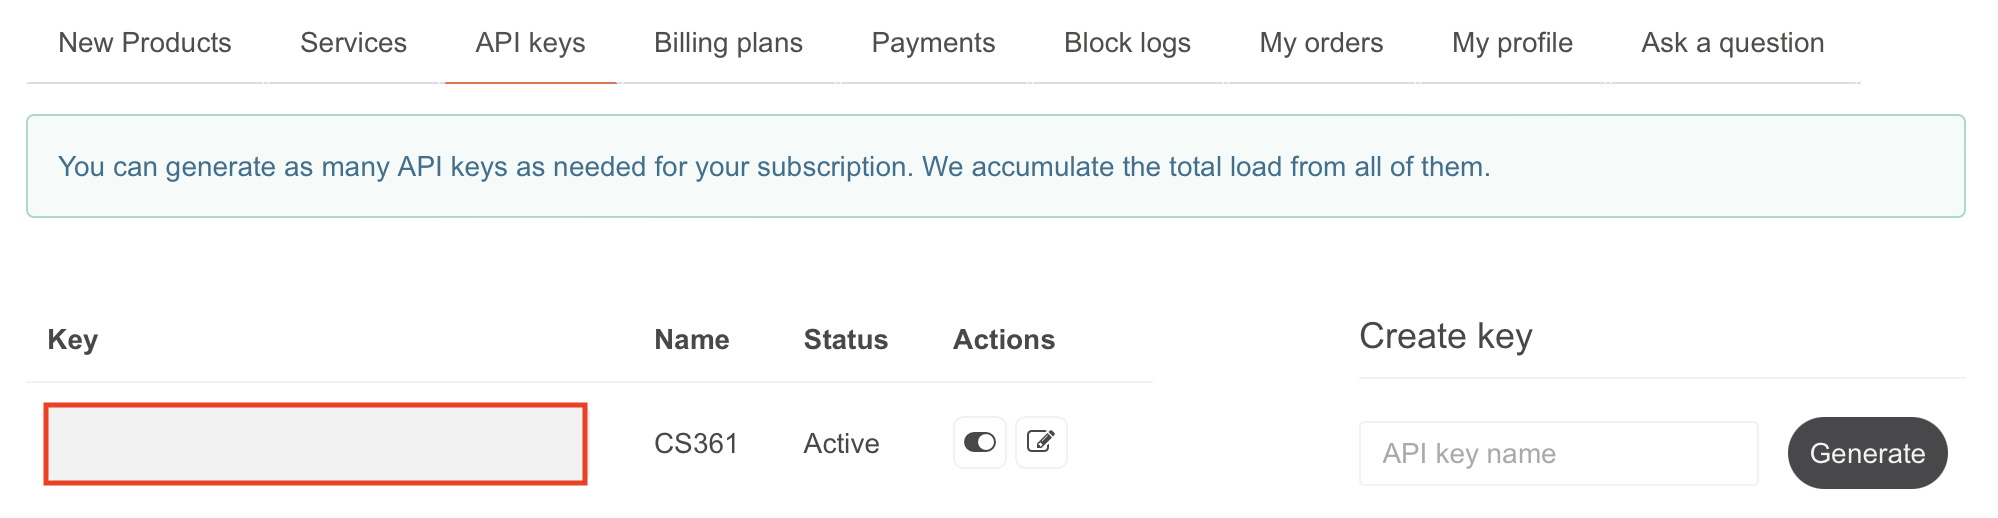 New Products Services API keys Billing plans Payments Block logs My orders My profile Ask a question
You can generate as many API keys as needed for your subscription. We accumulate the total load from all of them.
Key Name Status Actions
CS361 Active
Create key
API key name Generate